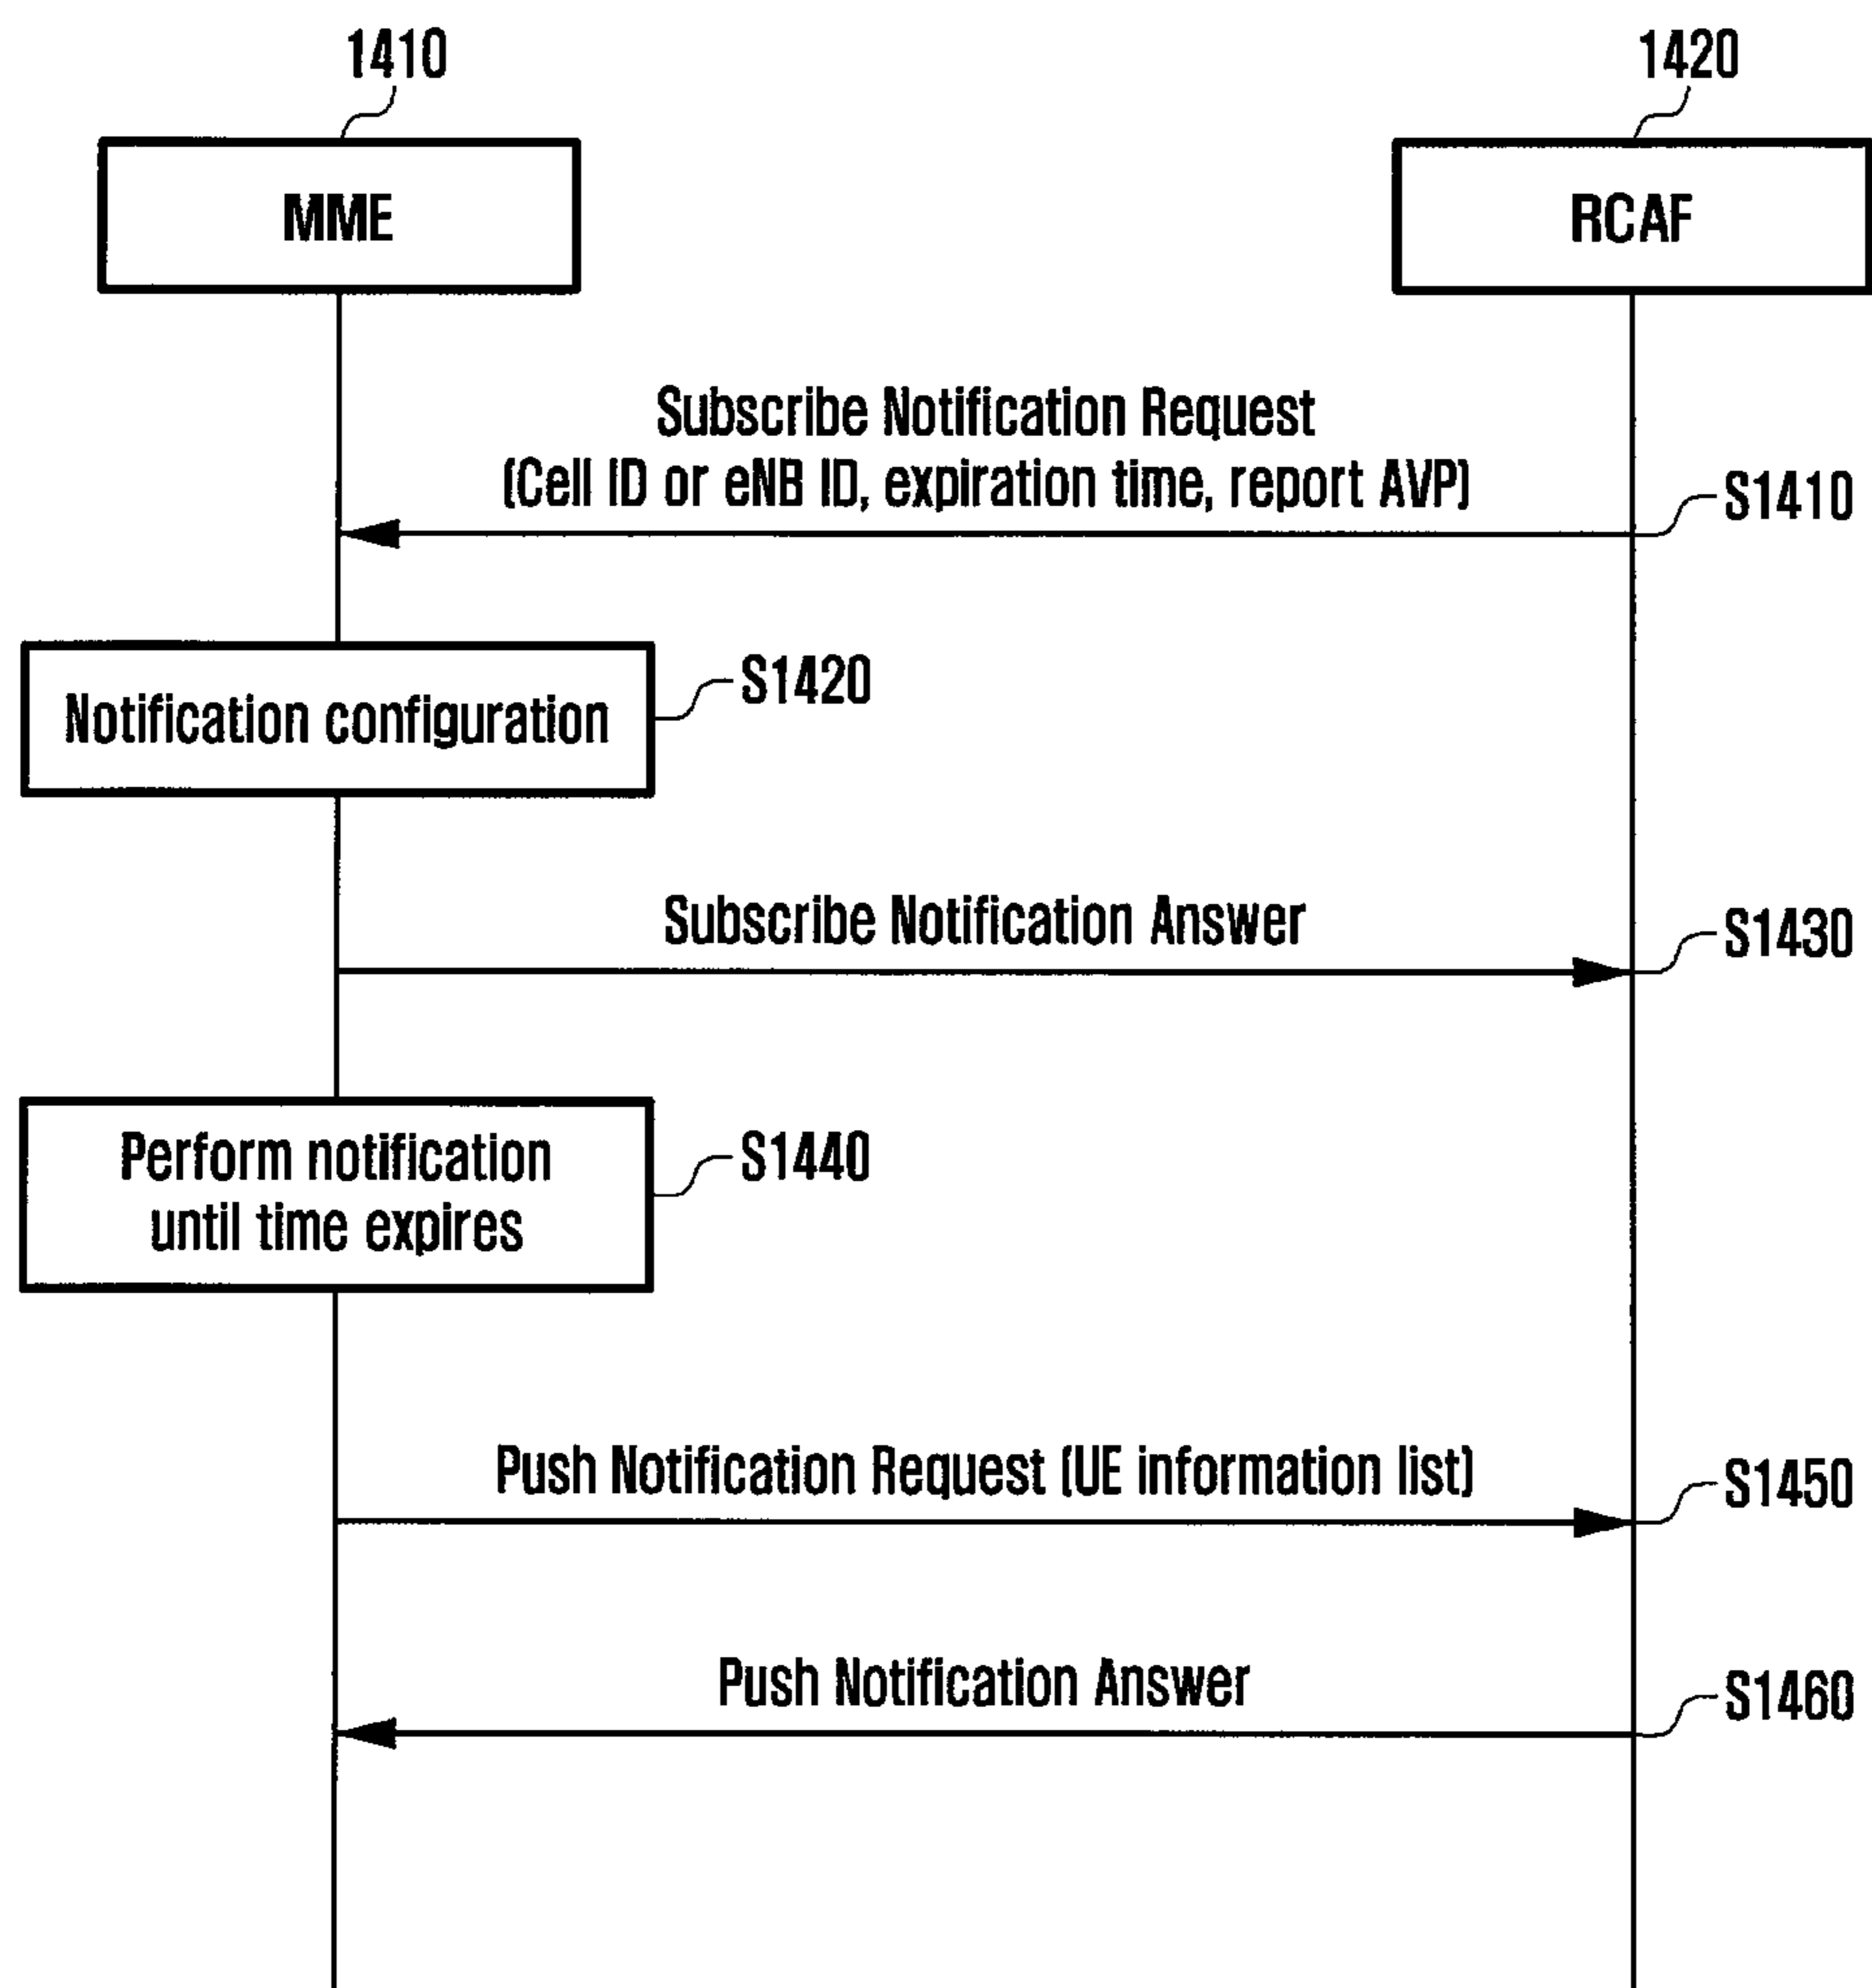 1410
1420
MME
RCAF
Subscribe Notification Request
(Cell ID or eNB ID, expiration time, report AVP)
S1410
Notification configuration
S1420
Subscribe Notification Answer
S1430
Perform notification
until time expires
S1440
Push Notification Request (UE information list)
S1450
Push Notification Answer
S1460